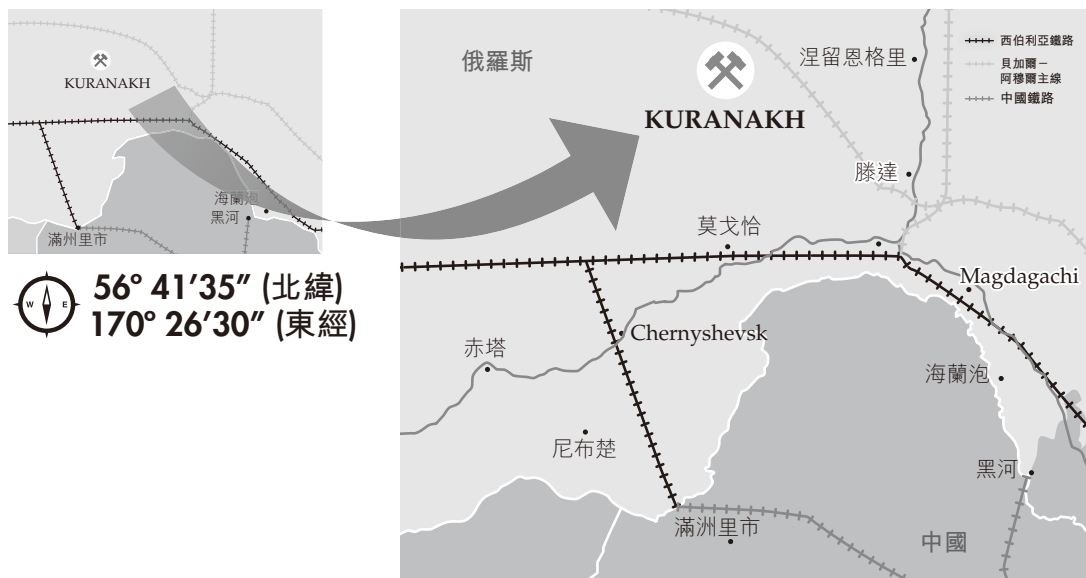 KURANAKH
海蘭泡
黑河
滿州里市
W E
56° 41’35” (北緯)
170° 26’30” (東經)
俄羅斯
涅留恩格里
西伯利亞鐵路
貝加爾－
阿穆爾主線
中國鐵路
KURANAKH
滕達
莫戈恰
Magdagachi
Chernyshevsk
赤塔
海蘭泡
尼布楚
黑河
滿洲里市
中國